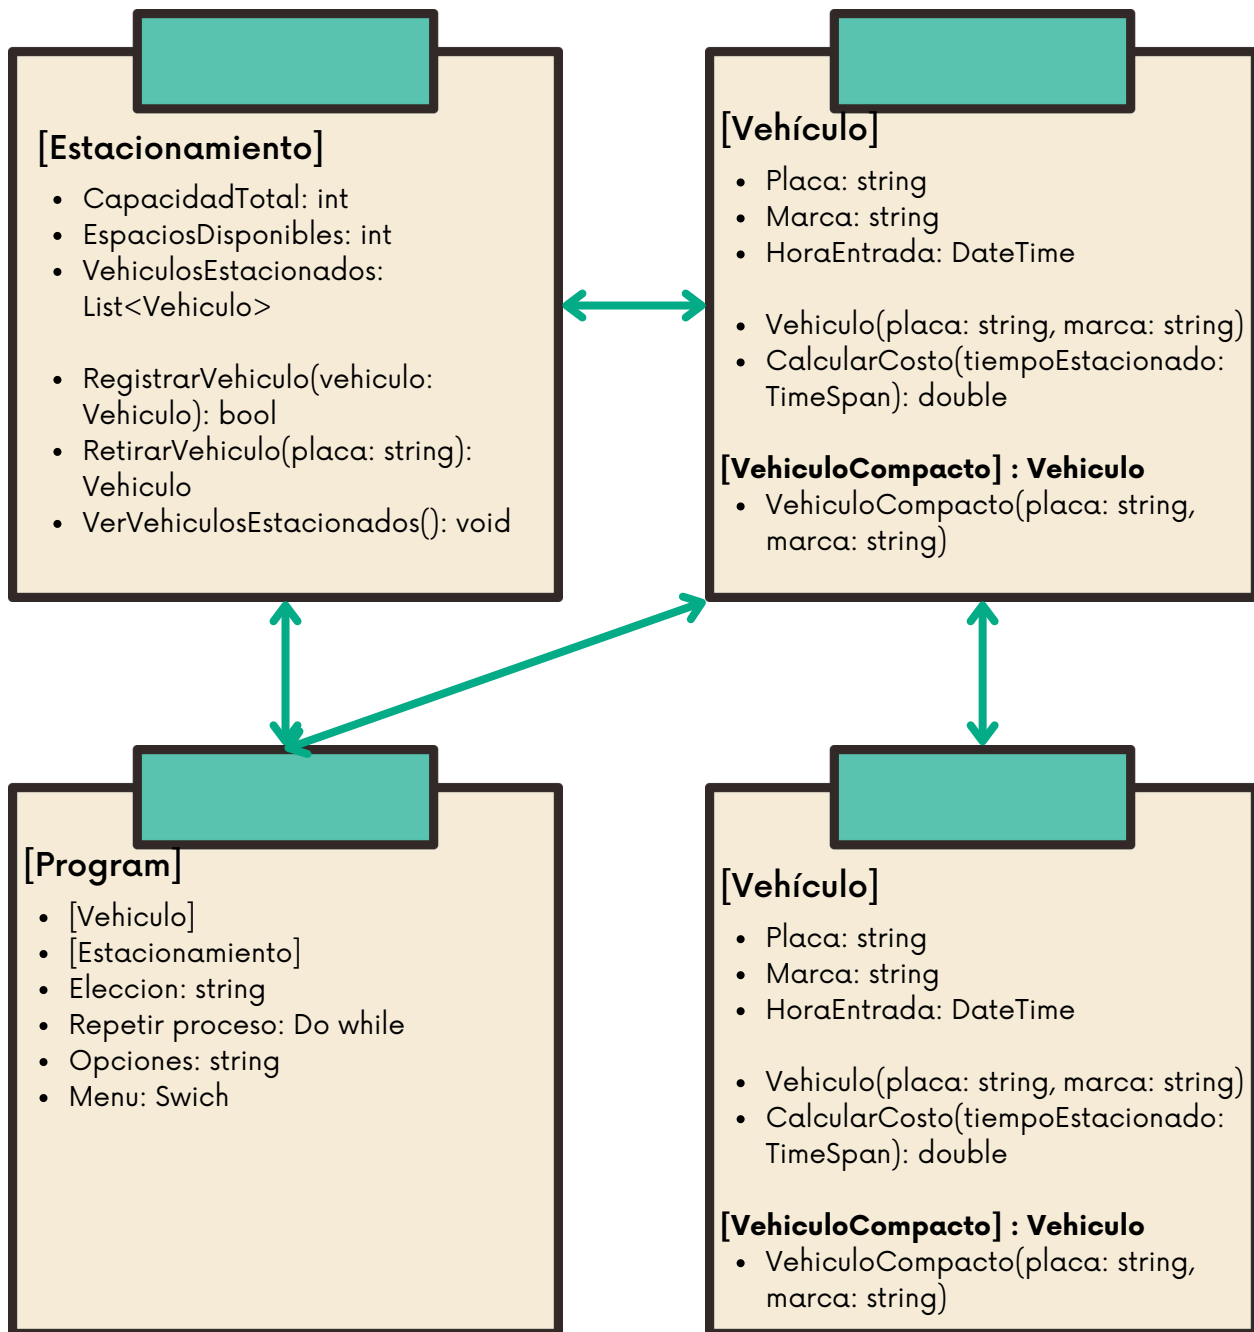 [Estacionamiento]
• CapacidadTotal: int
• EspaciosDisponibles: int
• VehiculosEstacionados:
List<Vehiculo>
• RegistrarVehiculo(vehiculo:
Vehiculo): bool
• RetirarVehiculo(placa: string):
Vehiculo
• VerVehiculosEstacionados(): void
[Vehículo]
• Placa: string
• Marca: string
• HoraEntrada: DateTime
• Vehiculo(placa: string, marca: string)
• CalcularCosto(tiempoEstacionado:
TimeSpan): double
[VehiculoCompacto] : Vehiculo
• VehiculoCompacto(placa: string,
marca: string)
[Program]
• [Vehiculo]
• [Estacionamiento]
• Eleccion: string
• Repetir proceso: Do while
• Opciones: string
• Menu: Swich
[Vehículo]
• Placa: string
• Marca: string
• HoraEntrada: DateTime
• Vehiculo(placa: string, marca: string)
• CalcularCosto(tiempoEstacionado:
TimeSpan): double
[VehiculoCompacto] : Vehiculo
• VehiculoCompacto(placa: string,
marca: string)